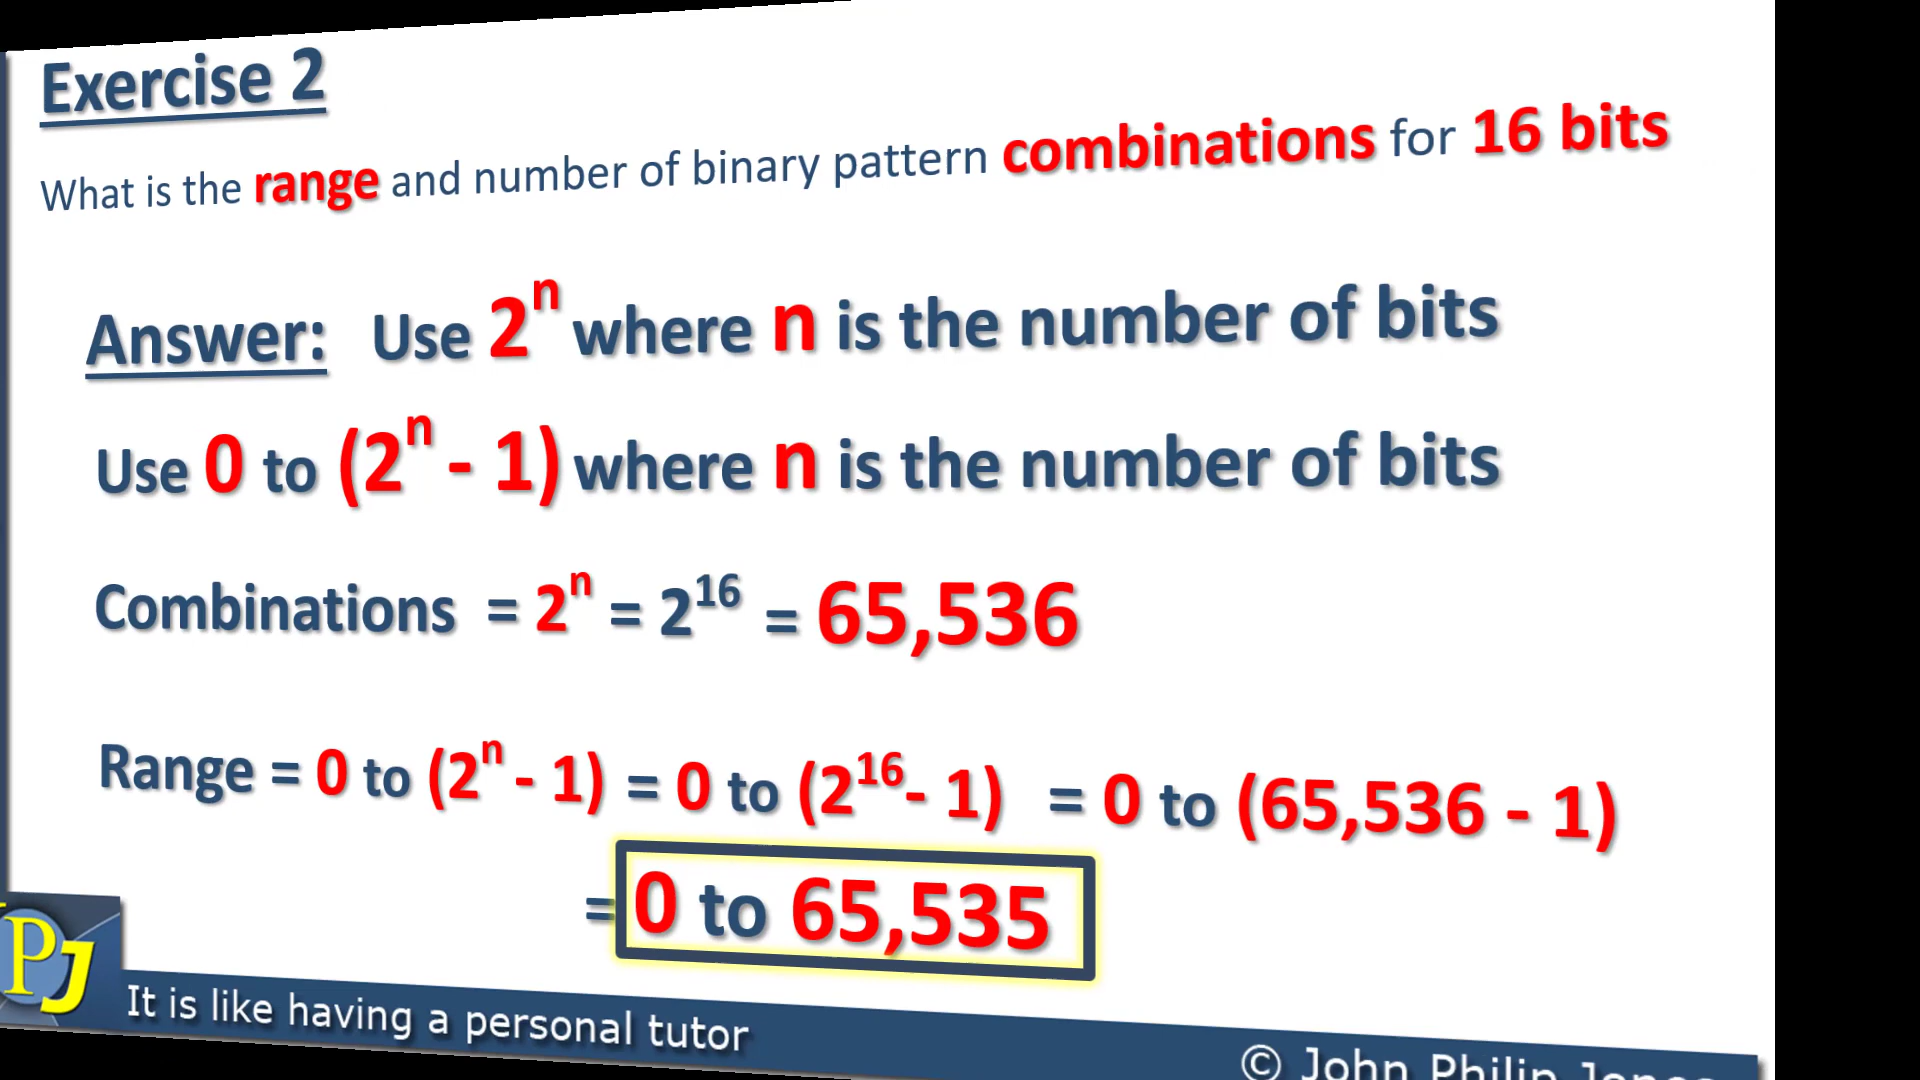 Exercise 2
What is the range and number of binary pattern combinations for 16 bits
Answer: Use 2ⁿ where n is the number of bits
Use 0 to (2ⁿ - 1) where n is the number of bits
Combinations = 2ⁿ = 2¹⁶ = 65,536
Range = 0 to (2ⁿ - 1) = 0 to (2¹⁶ - 1) = 0 to (65,536 - 1)
= 0 to 65,535
PJ
It is like having a personal tutor
© John Philip Jones